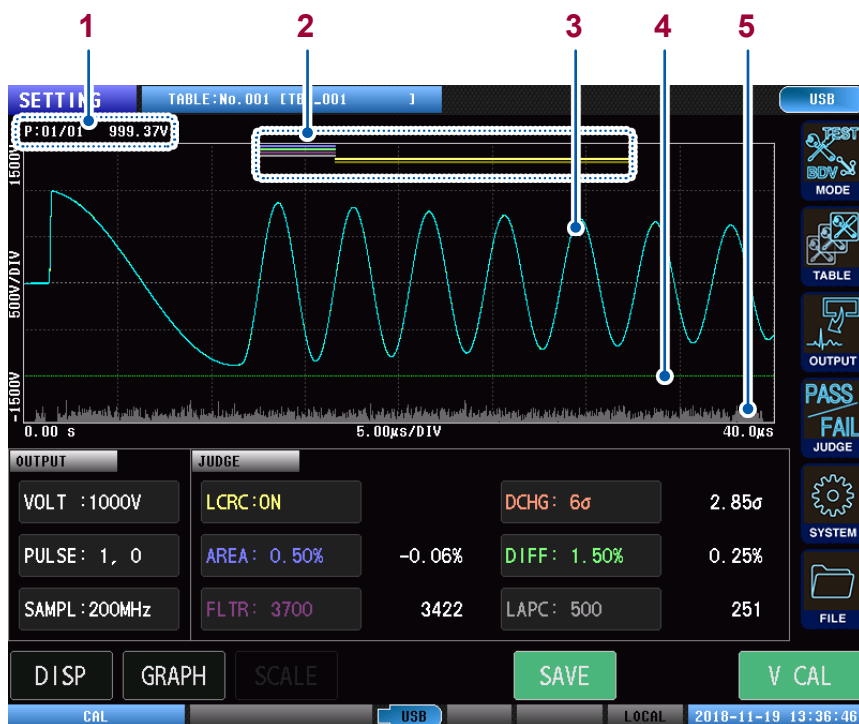 1 2 3 4 5
SETTING TABLE:No.001 [TBL_001 ] USB
P:01/01 999.37V
TEST
BDV
MODE
1500V
500V/DIV
-1500V
TABLE
OUTPUT
PASS
FAIL
JUDGE
0.00 s 5.00µs/DIV 40.0µs
OUTPUT JUDGE
VOLT :1000V LCRC:ON DCHG: 6σ 2.85σ
SYSTEM
PULSE: 1, 0 AREA: 0.50% -0.06% DIFF: 1.50% 0.25%
SAMPL:200MHz FLTR: 3700 3422 LAPC: 500 251
FILE
DISP GRAPH SCALE SAVE V CAL
CAL USB LOCAL 2018-11-19 13:36:46